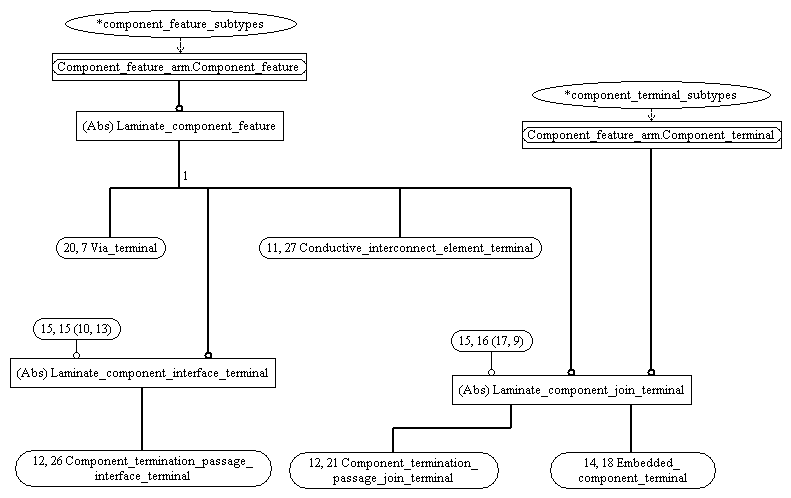 *component_feature_subtypes
Component_feature_arm.Component_feature
*component_terminal_subtypes
(Abs) Laminate_component_feature
Component_feature_arm.Component_terminal
1
20, 7 Via_terminal
11, 27 Conductive_interconnect_element_terminal
15, 15 (10, 13)
15, 16 (17, 9)
(Abs) Laminate_component_interface_terminal
(Abs) Laminate_component_join_terminal
12, 26 Component_termination_passage_
interface_terminal
12, 21 Component_termination_
passage_join_terminal
14, 18 Embedded_
component_terminal